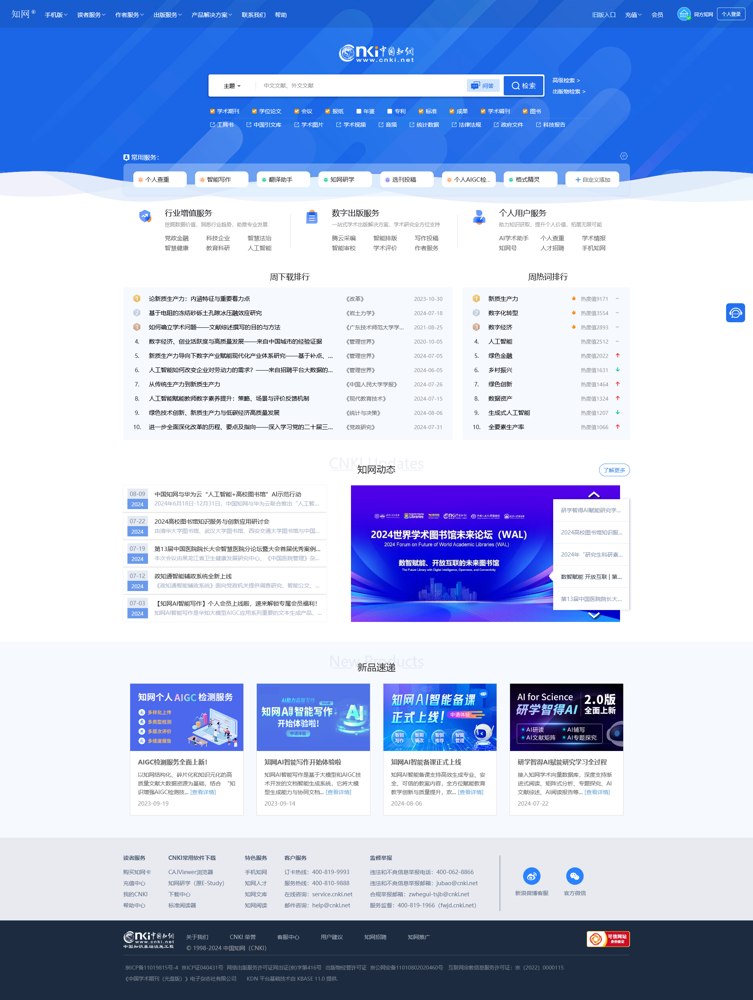 知网® 手机版 读者服务 作者服务 出版服务 产品解决方案 联系我们 帮助 旧版入口 充值 会员 同方知网 个人登录
cnki 中国知网
www.cnki.net
主题 中文文献、外文文献 问答 检索
高级检索 >
出版物检索 >
学术期刊 学位论文 会议 报纸 年鉴 专利 标准 成果 学术辑刊 图书
工具书 中国引文库 学术图片 学术视频 音频 统计数据 法律法规 政府文件 科技报告
常用服务：
个人查重 智能写作 翻译助手 知网研学 选刊投稿 个人AIGC检... 格式精灵 自定义添加
行业增值服务
挖掘数据价值，洞悉行业趋势，助推专业发展
党政金融 科技企业 智慧法治
智慧健康 教育科研 人工智能
数字出版服务
一站式学术出版解决方案，学术研究全方位支持
腾云采编 智能排版 写作投稿
智能审校 学术评价 作者服务
个人用户服务
助力知识获取，提升个人价值，拓展无限可能
AI学术助手 个人查重 学术情报
知网号 人才招聘 手机知网
周下载排行
1 论新质生产力：内涵特征与重要着力点 《改革》 2023-10-30
2 基于电阻的冻结砂砾土孔隙冰压融效应研究 《岩土力学》 2024-07-18
3 如何确立学术问题——文献综述撰写的目的与方法 《广东技术师范大学学... 2021-08-25
4. 数字经济、创业活跃度与高质量发展——来自中国城市的经验证据 《管理世界》 2020-10-05
5. 新质生产力导向下数字产业赋能现代化产业体系研究——基于补点、... 《管理世界》 2024-07-05
6. 人工智能如何改变企业对劳动力的需求？——来自招聘平台大数据的... 《管理世界》 2024-06-05
7. 从传统生产力到新质生产力 《中国人民大学学报》 2024-07-26
8. 人工智能赋能教师数字素养提升：策略、场景与评价反馈机制 《现代教育技术》 2024-07-15
9. 绿色技术创新、新质生产力与低碳经济高质量发展 《统计与决策》 2024-08-06
10. 进一步全面深化改革的历程、要点及指向——深入学习党的二十届三... 《党政研究》 2024-07-31
周热词排行
1 新质生产力 热度值9171
2 数字化转型 热度值3554
3 数字经济 热度值2893
4. 人工智能 热度值2512
5. 绿色金融 热度值2022
6. 乡村振兴 热度值1631
7. 绿色创新 热度值1464
8. 数据资产 热度值1324
9. 生成式人工智能 热度值1207
10. 全要素生产率 热度值1066
CNKI Updates
知网动态
了解更多
08-09 2024 中国知网与华为云“人工智能+高校图书馆”AI示范行动
2024年6月18日-12月31日，中国知网与华为云联合推出“人工智...
07-22 2024 2024高校图书馆知识服务与创新应用研讨会
由清华大学图书馆、武汉大学图书馆、西安交通大学图书馆与中国...
07-19 2024 第13届中国医院院长大会智慧医院分论坛暨大会首届优秀案例...
本次会议由黑龙江省卫生健康发展研究中心、《中国医院管理》杂...
07-12 2024 政知通智能辅政系统全新上线
《政知通智能辅政系统》面向党政机关提供调查研究、智能公文、...
07-03 2024 【知网AI智能写作】个人会员上线啦，速来解锁专属会员福利！
知网AI智能写作是华知大模型AIGC应用系列重要的文本生成产品，...
Libraries
2024世界学术图书馆未来论坛（WAL）
2024 Forum on Future of World Academic Libraries (WAL)
数智赋能、开放互联的未来图书馆
The Future Library with Digital Intelligence, Openness, and Connectivity
研学智得AI赋能研究学...
2024高校图书馆知识服...
2024年“研究生科研素...
数智赋能 开放互联 | 第...
第13届中国医院院长大...
New Products
新品速递
知网个人AIGC检测服务
多样化上传
多类型检测
多层次评价
多维度报告
AIGC检测服务全面上新！
以知网结构化、碎片化和知识元化的高
质量文献大数据资源为基础，结合 “知
识增强AIGC检测技... [查看详情]
2023-09-19
AI助力高效写作
知网AI智能写作
开始体验啦！
申请体验
AI
知网AI智能写作开始体验啦
知网AI智能写作是基于大模型和AIGC技
术开发的文档智能生成系统，它将大模
型生成能力与协同文档... [查看详情]
2023-09-14
知网AI智能备课
正式上线！ 申请体验
智能写作 智能编改 智能推荐 智能管理
知网AI智能备课正式上线
知网AI智能备课支持高效生成专业、安
全、可信的教案内容，全方位赋能教育
教学创新与质量提升，欢... [查看详情]
2024-08-06
AI for Science
研学智得AI
2.0版
全面上新
AI研读 AI辅写
AI文献矩阵 AI专题探究
研学智得AI赋能研究学习全过程
接入知网学术向量数据库，深度支持渐
进式阅读、矩阵式分析、专题探究、AI
文献综述、AI阅读报告等... [查看详情]
2024-07-22
读者服务
购买知网卡
充值中心
我的CNKI
帮助中心
CNKI常用软件下载
CAJViewer浏览器
知网研学（原E-Study）
下载中心
标准阅读器
特色服务
手机知网
知网人才
知网文库
知网阅读
客户服务
订卡热线：400-819-9993
服务热线：400-810-9888
在线咨询：service.cnki.net
邮件咨询：help@cnki.net
监督举报
违法和不良信息举报电话：400-062-8866
违法和不良信息举报邮箱：jubao@cnki.net
合规举报邮箱：zwhegui-tsjb@cnki.net
服务监督：400-819-1966（fwjd.cnki.net）
新浪微博客服 官方微信
cnki 中国知网
www.cnki.net
中国知识基础设施工程
关于我们 CNKI 荣誉 客服中心 用户建议 知网招聘 知网推广
© 1998-2024 中国知网（CNKI）
可信网站
身份验证
京ICP备11019815号-4 京ICP证040431号 网络出版服务许可证网出证(京)字第416号 出版物经营许可证 京公网安备11010802020460号 互联网宗教信息服务许可证：京（2022）0000115
《中国学术期刊（光盘版）》电子杂志社有限公司 KDN 平台基础技术由 KBASE 11.0 提供.